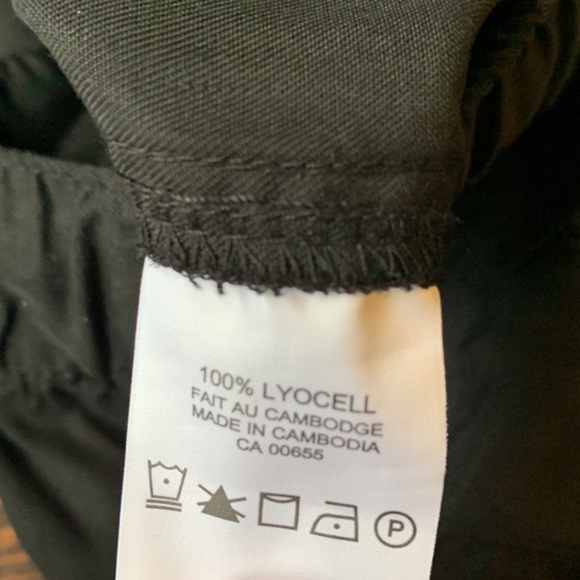 100% LYOCELL
FAIT AU CAMBODGE
MADE IN CAMBODIA
CA 00655
P